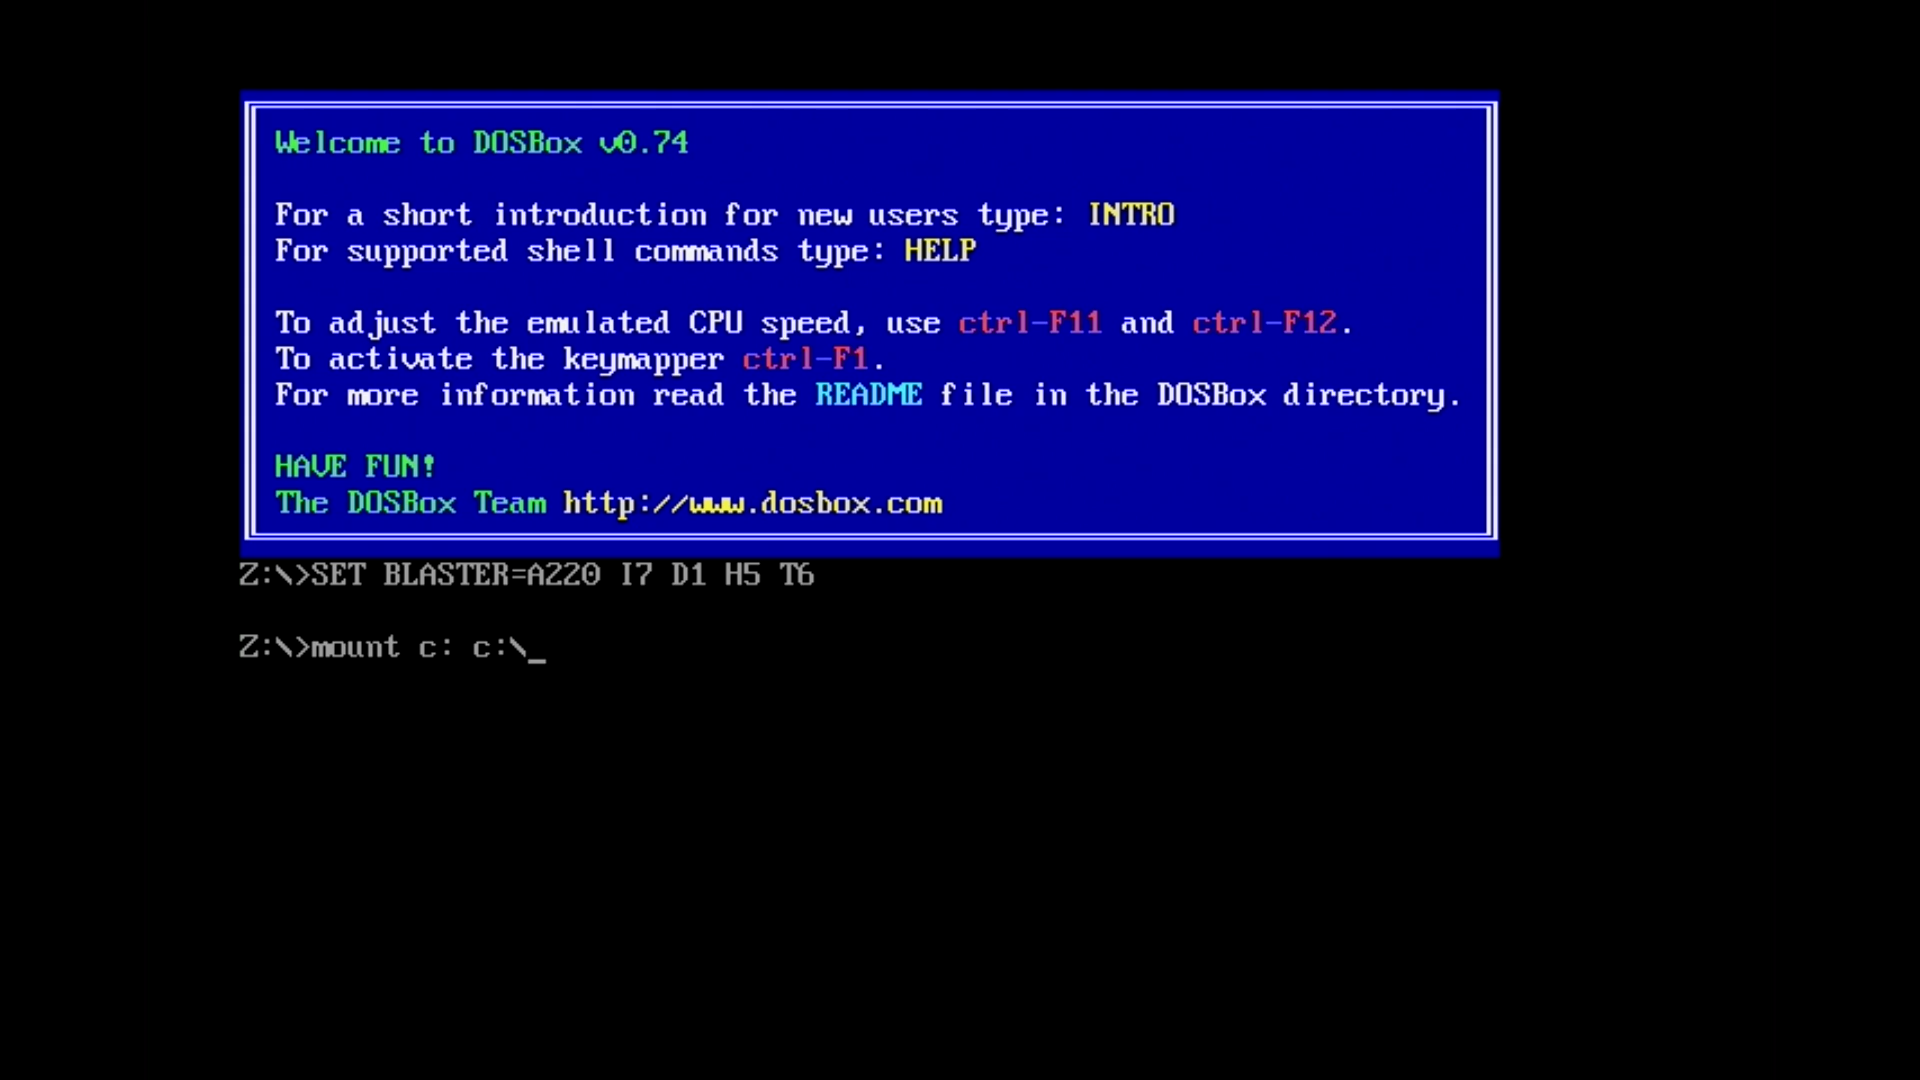 Welcome to DOSBox v0.74
For a short introduction for new users type: INTRO
For supported shell commands type: HELP
To adjust the emulated CPU speed, use ctrl-F11 and ctrl-F12.
To activate the keymapper ctrl-F1.
For more information read the README file in the DOSBox directory.
HAVE FUN!
The DOSBox Team http://www.dosbox.com
Z:\>SET BLASTER=A220 I7 D1 H5 T6
Z:\>mount c: c:\_